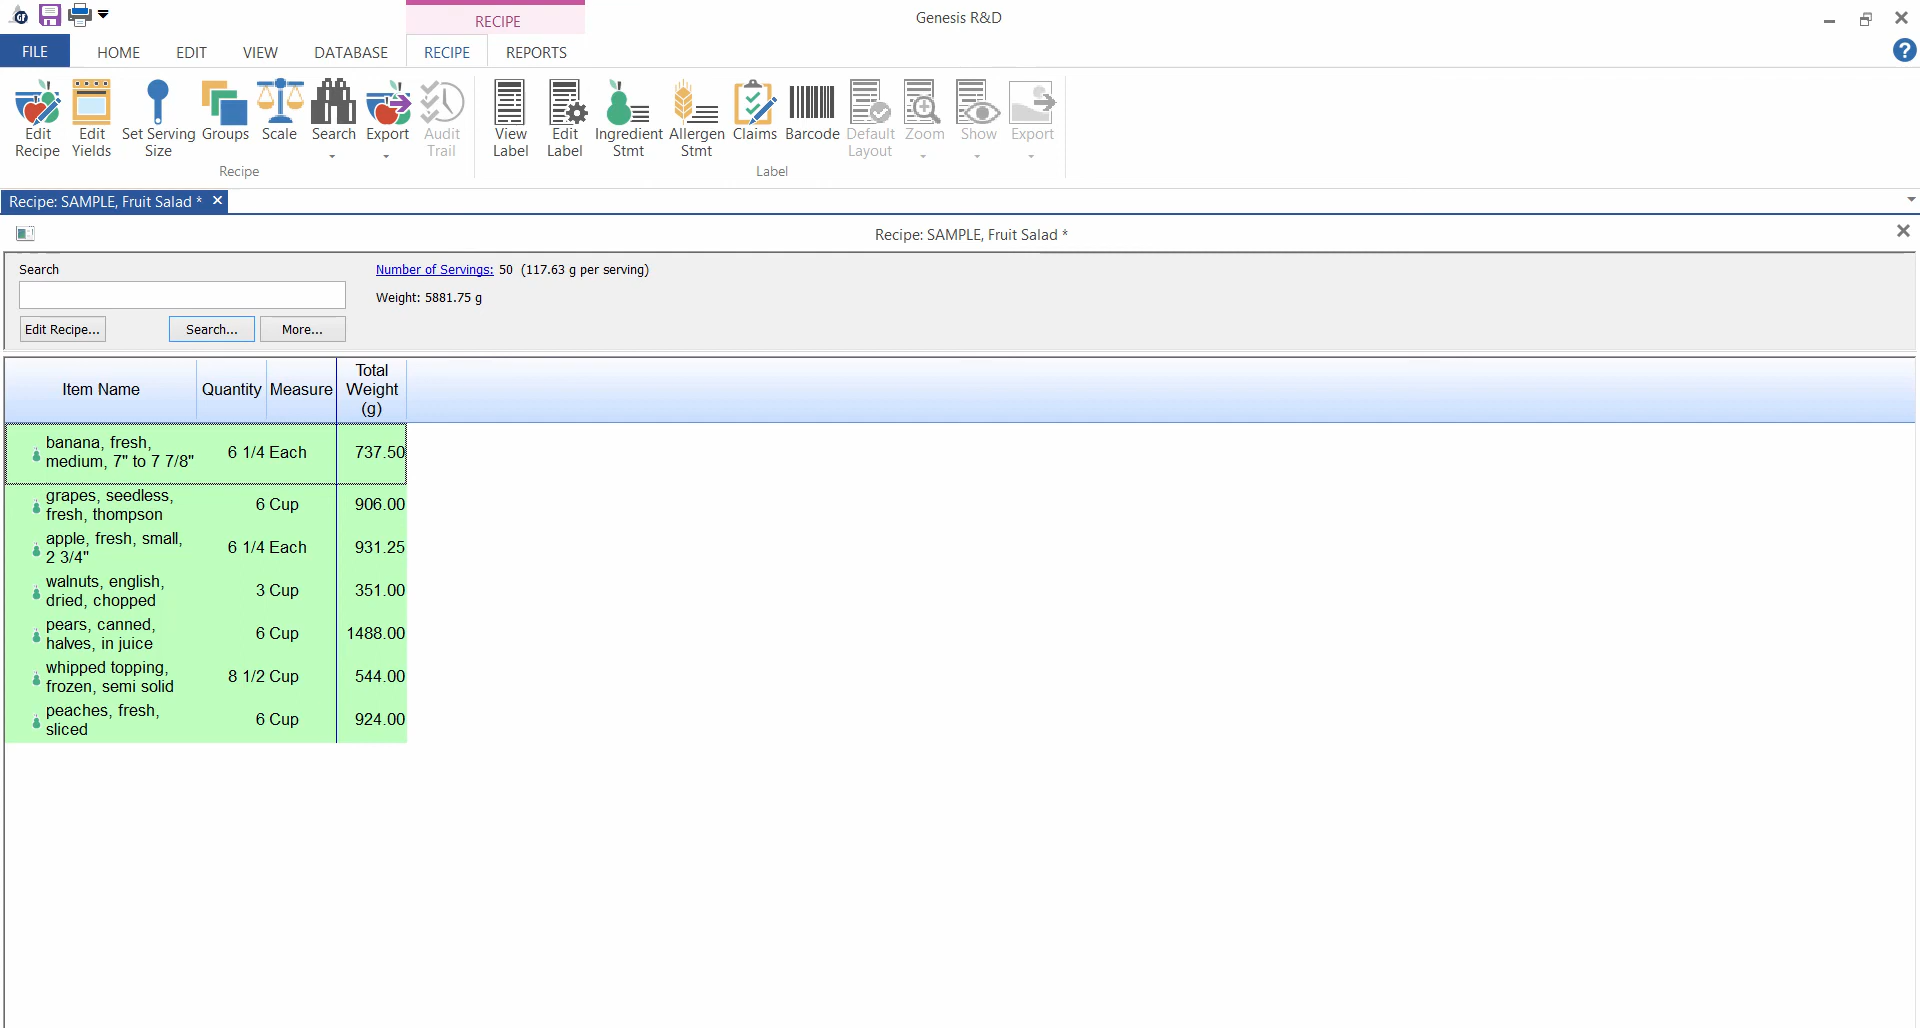 RECIPE
Genesis R&D
FILE HOME EDIT VIEW DATABASE RECIPE REPORTS
Edit Recipe
Edit Yields
Set Serving Size
Groups
Scale
Search
Export
Audit Trail
Recipe
View Label
Edit Label
Ingredient Stmt
Allergen Stmt
Claims
Barcode
Default Layout
Zoom
Show
Export
Label
Recipe: SAMPLE, Fruit Salad *
Recipe: SAMPLE, Fruit Salad *
Search
Number of Servings: 50 (117.63 g per serving)
Weight: 5881.75 g
Edit Recipe... Search... More...
Item Name Quantity Measure Total Weight (g)
banana, fresh, medium, 7" to 7 7/8" 6 1/4 Each 737.50
grapes, seedless, fresh, thompson 6 Cup 906.00
apple, fresh, small, 2 3/4" 6 1/4 Each 931.25
walnuts, english, dried, chopped 3 Cup 351.00
pears, canned, halves, in juice 6 Cup 1488.00
whipped topping, frozen, semi solid 8 1/2 Cup 544.00
peaches, fresh, sliced 6 Cup 924.00